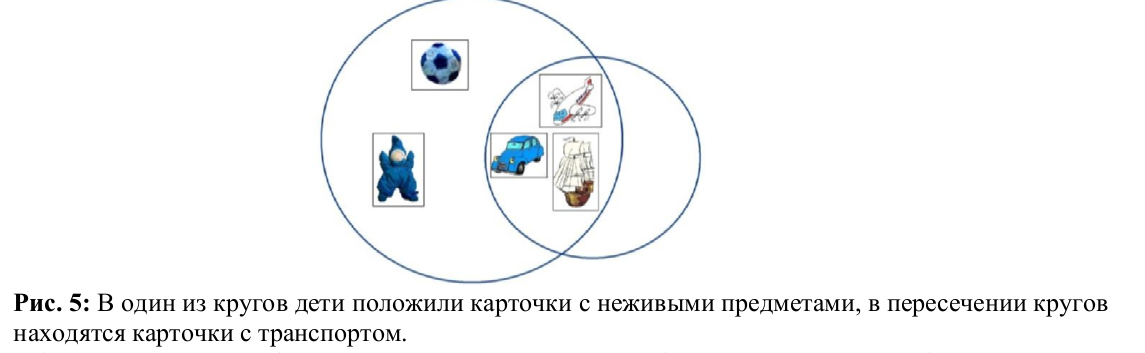 Рис. 5: В один из кругов дети положили карточки с неживыми предметами, в пересечении кругов
находятся карточки с транспортом.